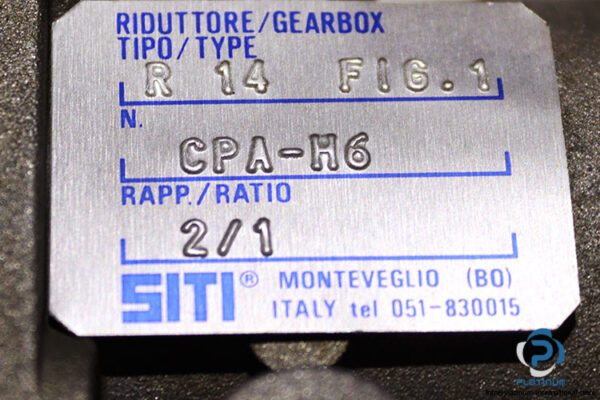 RIDUTTORE/GEARBOX
TIPO/TYPE
R 14 FIG.1
N.
CPA-H6
RAPP./RATIO
2/1
SITI® MONTEVEGLIO (BO)
ITALY tel 051-830015
PLATINUM